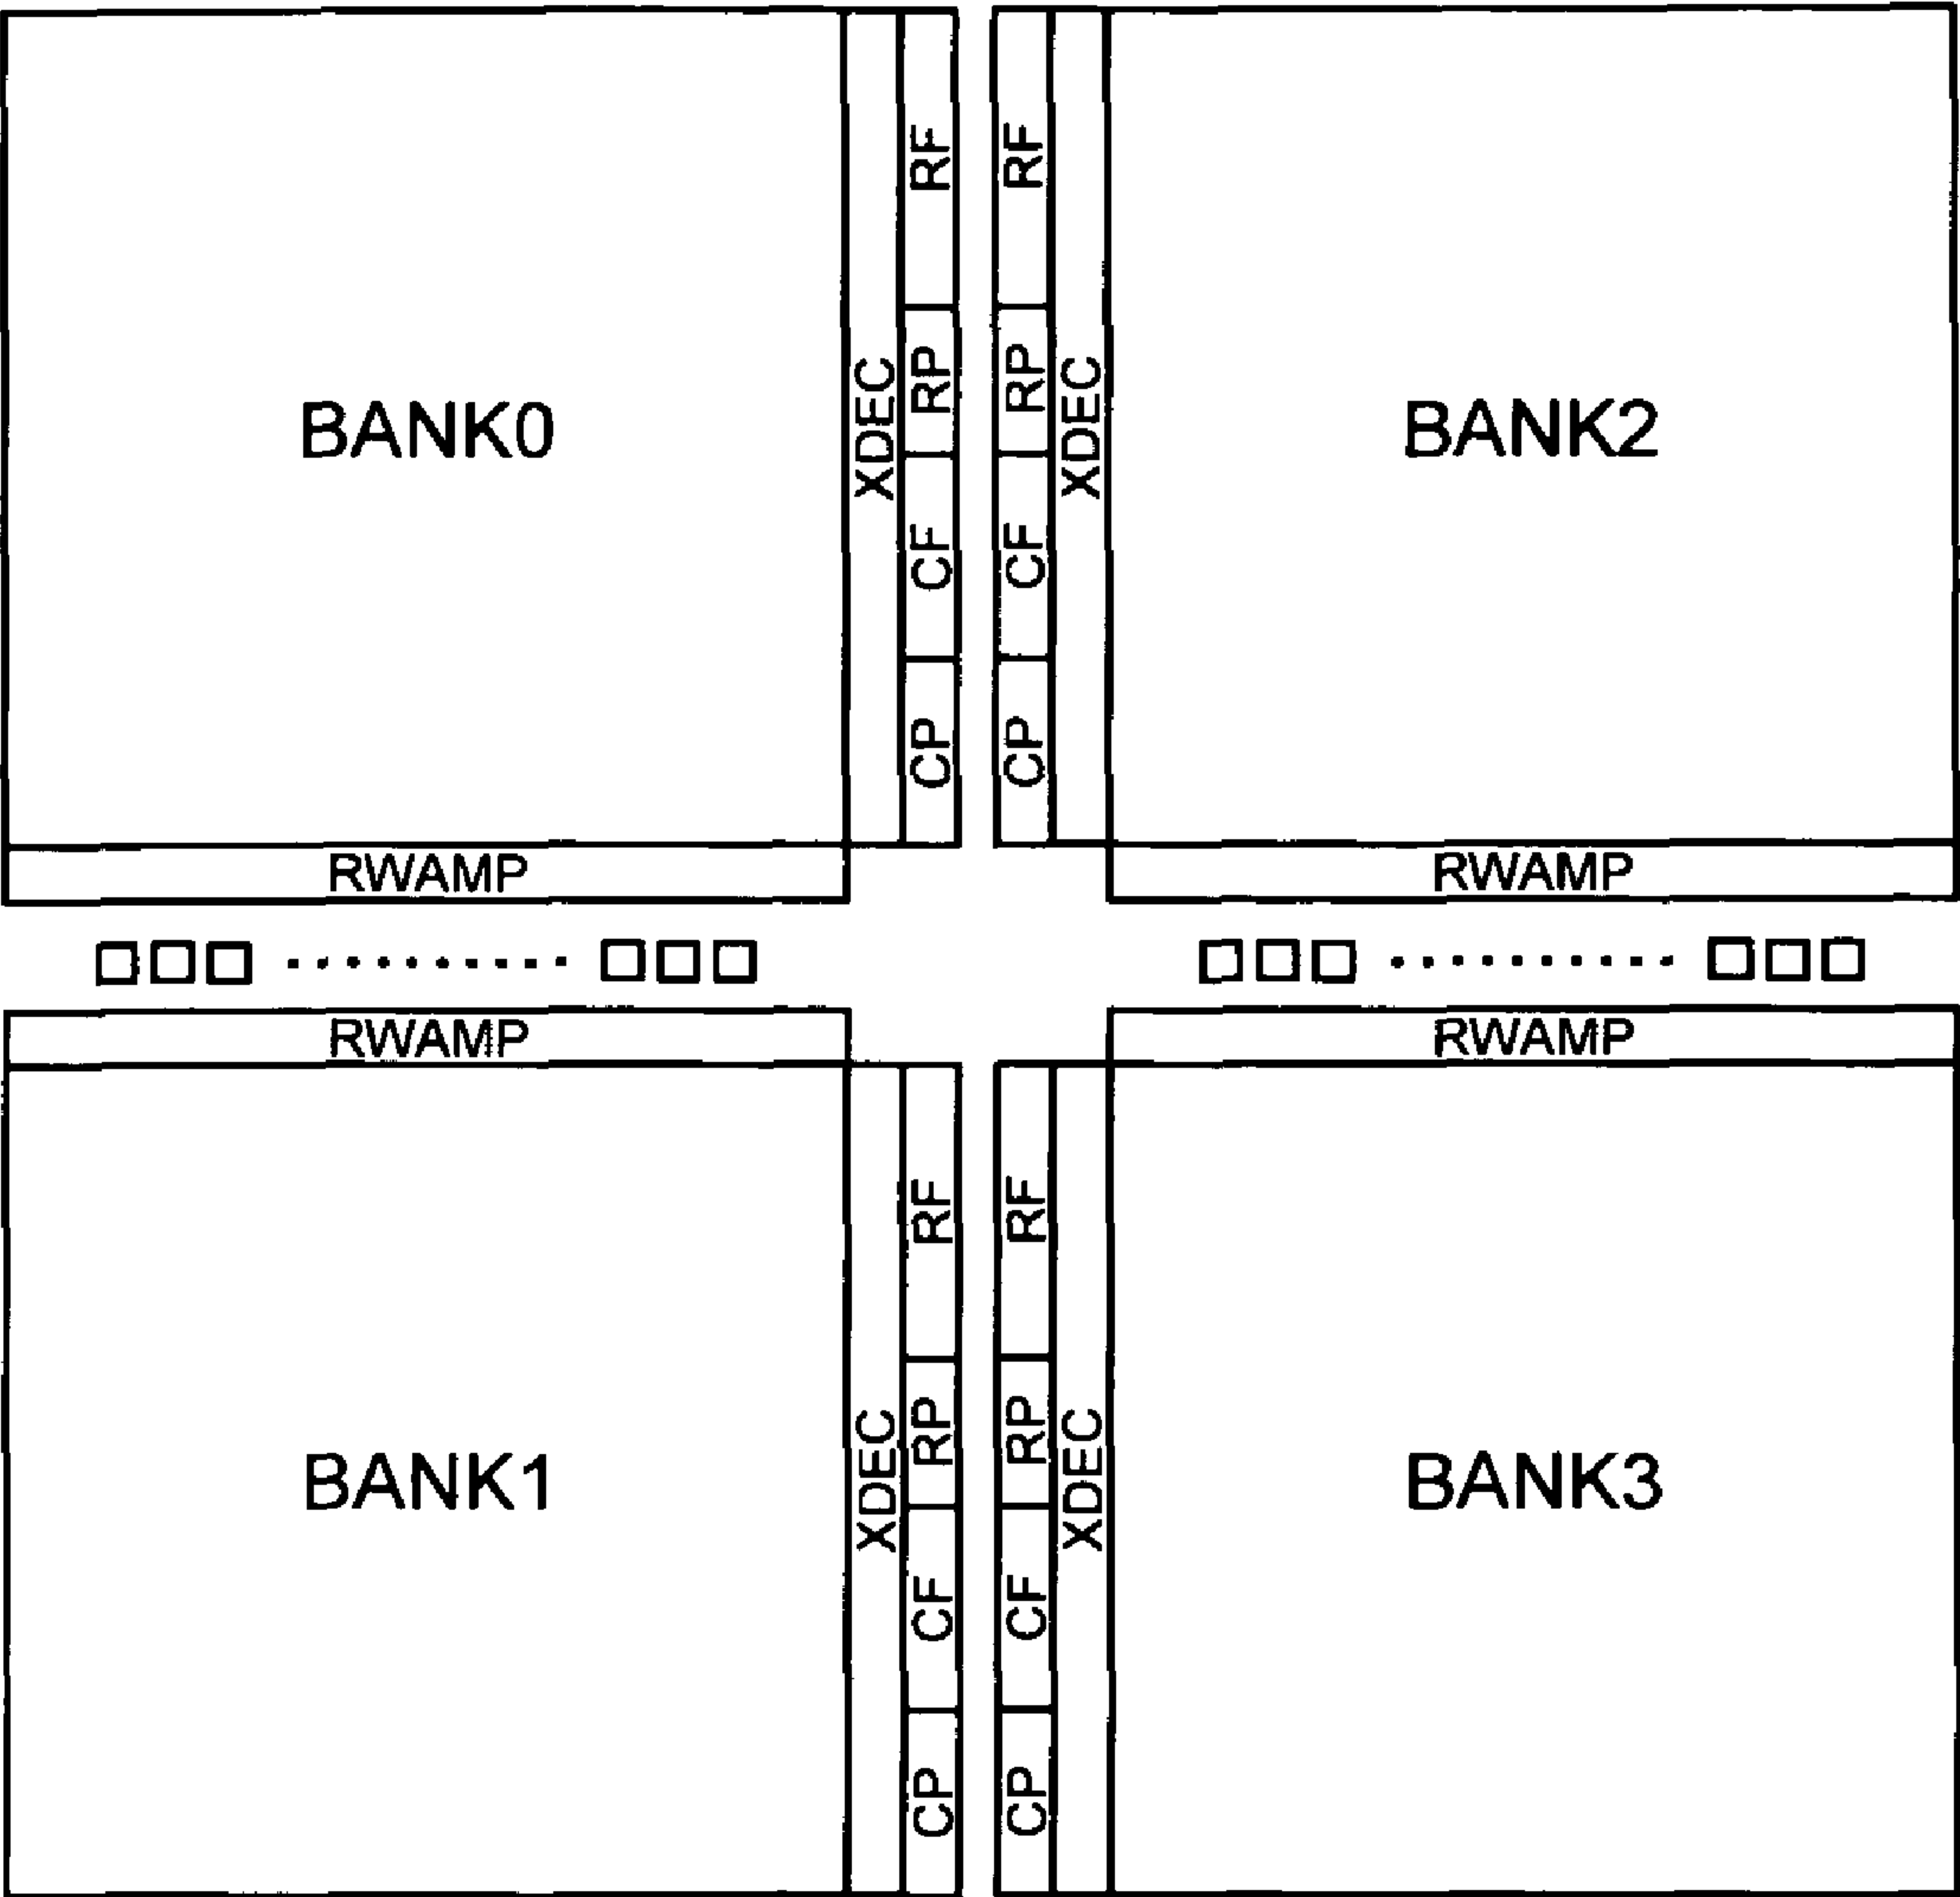 RF RF
XDEC RP RP XDEC
BANK0 BANK2
CF CF
CP CP
RWAMP RWAMP
RWAMP RWAMP
RF RF
XDEC RP RP XDEC
BANK1 BANK3
CF CF
CP CP